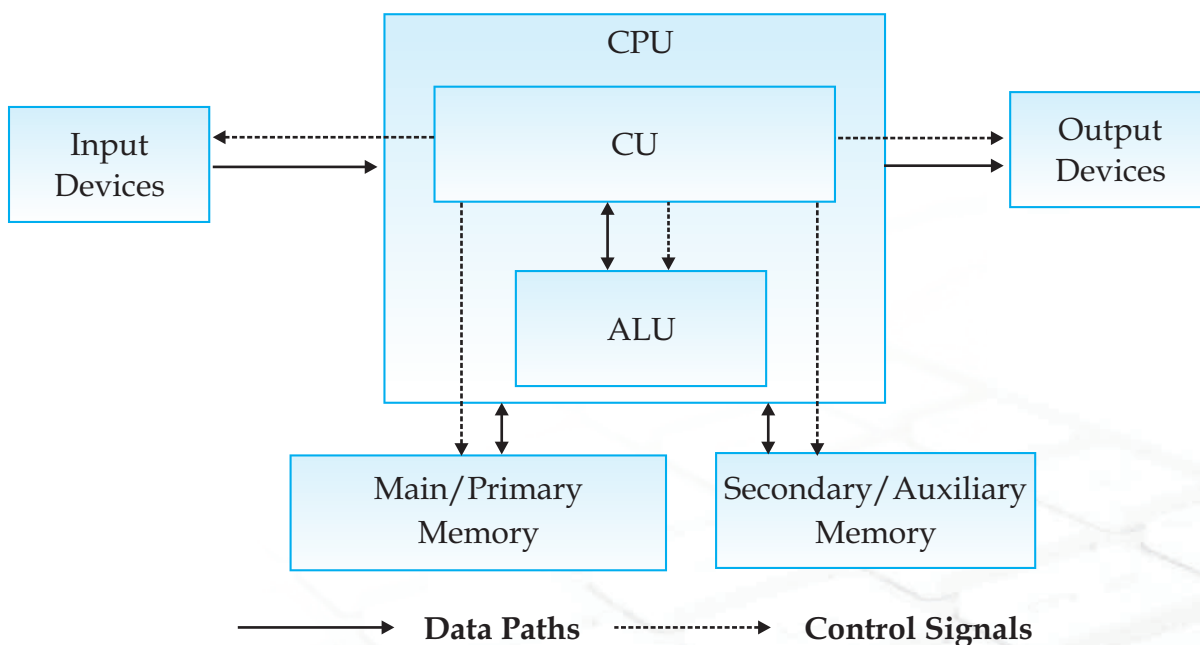 CPU
CU
Input
Devices
Output
Devices
ALU
Main/Primary
Memory
Secondary/Auxiliary
Memory
Data Paths
Control Signals